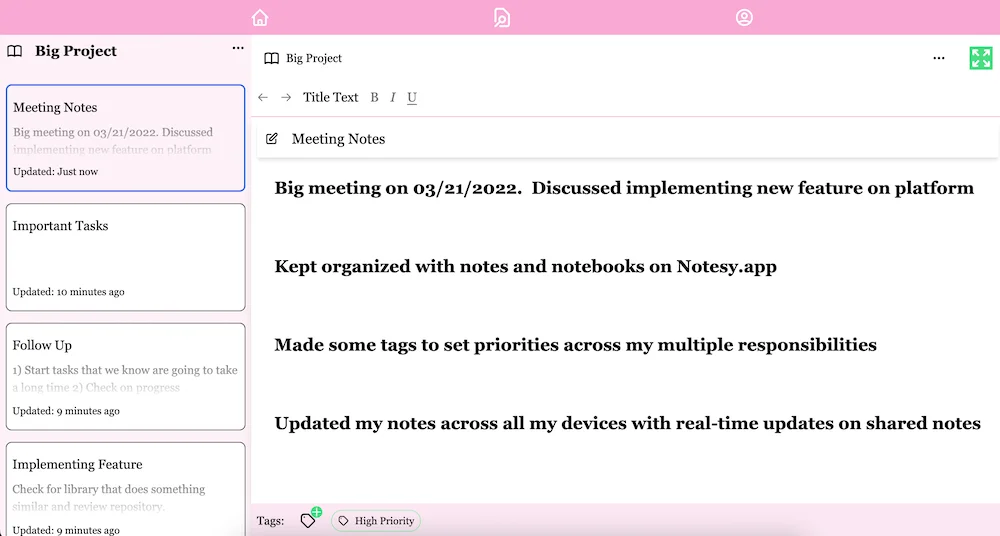 Big Project
Meeting Notes
Big meeting on 03/21/2022. Discussed
implementing new feature on platform
Updated: Just now
Important Tasks
Updated: 10 minutes ago
Follow Up
1) Start tasks that we know are going to take
a long time 2) Check on progress
Updated: 9 minutes ago
Implementing Feature
Check for library that does something
similar and review repository.
Updated: 9 minutes ago
Big Project
Title Text B I U
Meeting Notes
Big meeting on 03/21/2022.  Discussed implementing new feature on platform
Kept organized with notes and notebooks on Notesy.app
Made some tags to set priorities across my multiple responsibilities
Updated my notes across all my devices with real-time updates on shared notes
Tags: High Priority